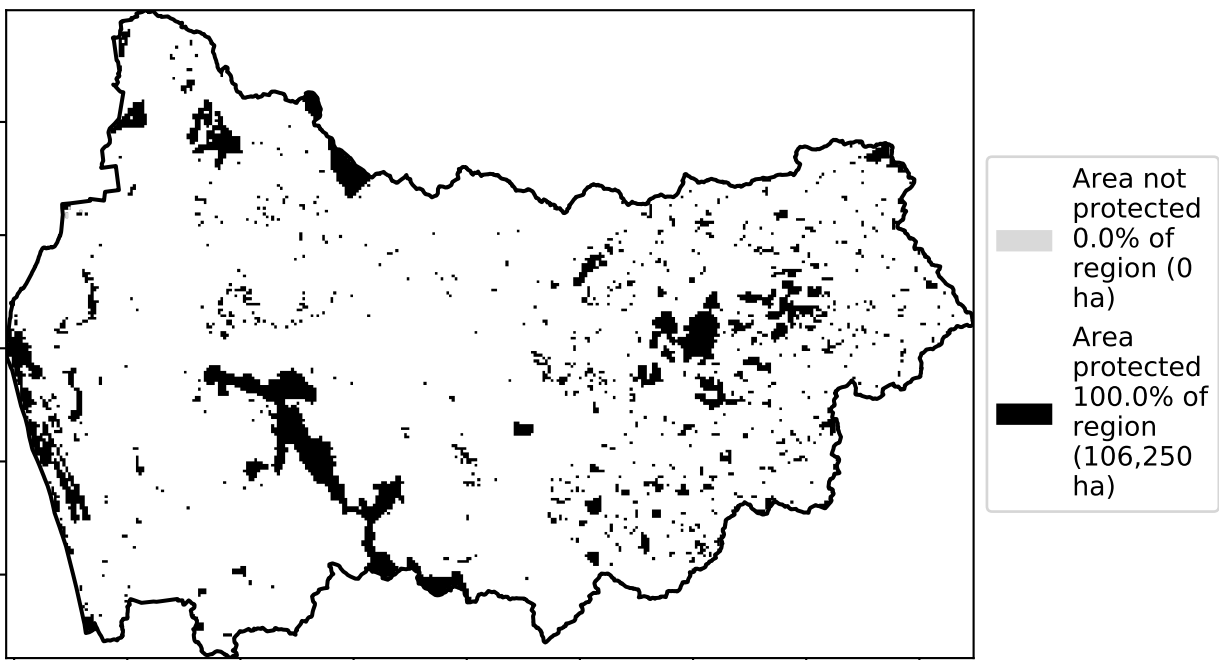 Area not
protected
0.0% of
region (0
ha)
Area
protected
100.0% of
region
(106,250
ha)